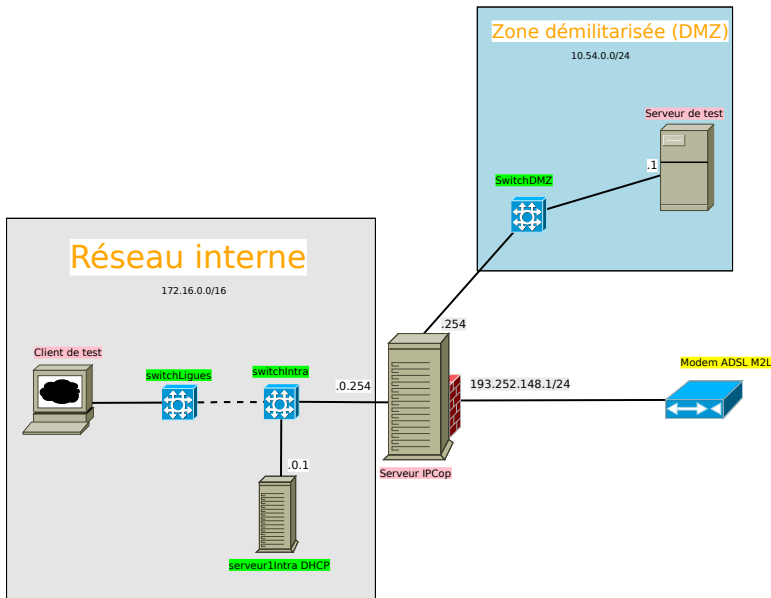 Zone démilitarisée (DMZ)
10.54.0.0/24
Serveur de test
.1
SwitchDMZ
Réseau interne
172.16.0.0/16
.254
Client de test
switchLigues
switchIntra
.0.254
193.252.148.1/24
Modem ADSL M2L
.0.1
Serveur IPCop
serveur1Intra DHCP